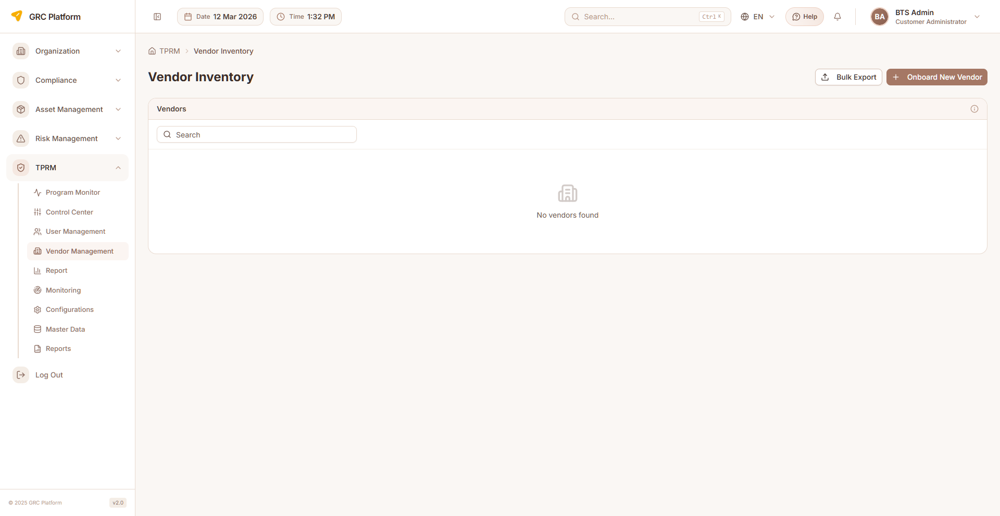 GRC Platform
Date 12 Mar 2026
Time 1:32 PM
Search...
Ctrl K
EN
Help
BA
BTS Admin
Customer Administrator
Organization
Compliance
Asset Management
Risk Management
TPRM
Program Monitor
Control Center
User Management
Vendor Management
Report
Monitoring
Configurations
Master Data
Reports
Log Out
© 2025 GRC Platform
v2.0
TPRM
Vendor Inventory
Vendor Inventory
Bulk Export
Onboard New Vendor
Vendors
Search
No vendors found